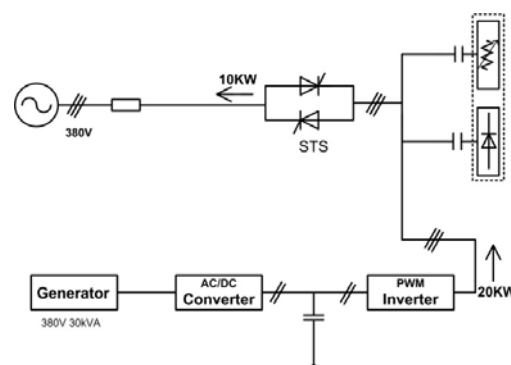 10KW
380V
STS
Generator
380V 30kVA
AC/DC
Converter
PWM
Inverter
20KW